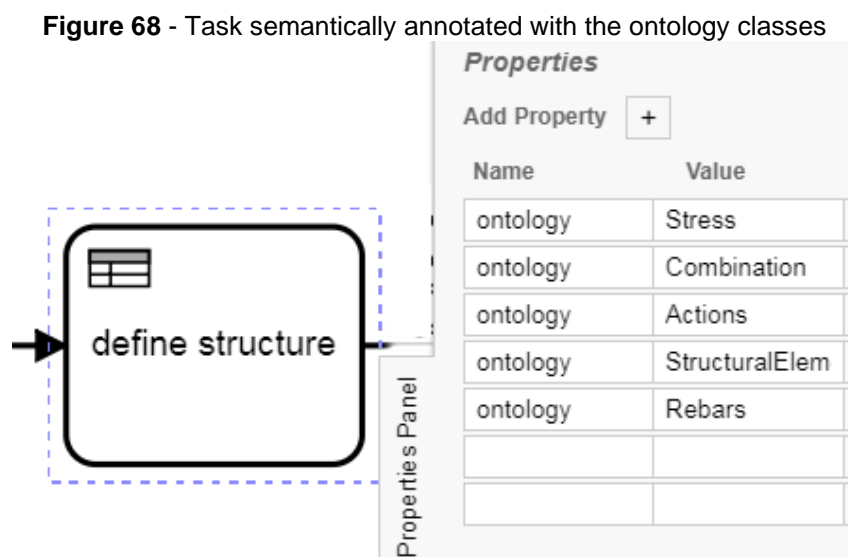 Figure 68 - Task semantically annotated with the ontology classes
Properties
Add Property +
Name Value
ontology Stress
ontology Combination
ontology Actions
ontology StructuralElem
ontology Rebars
define structure
Properties Panel